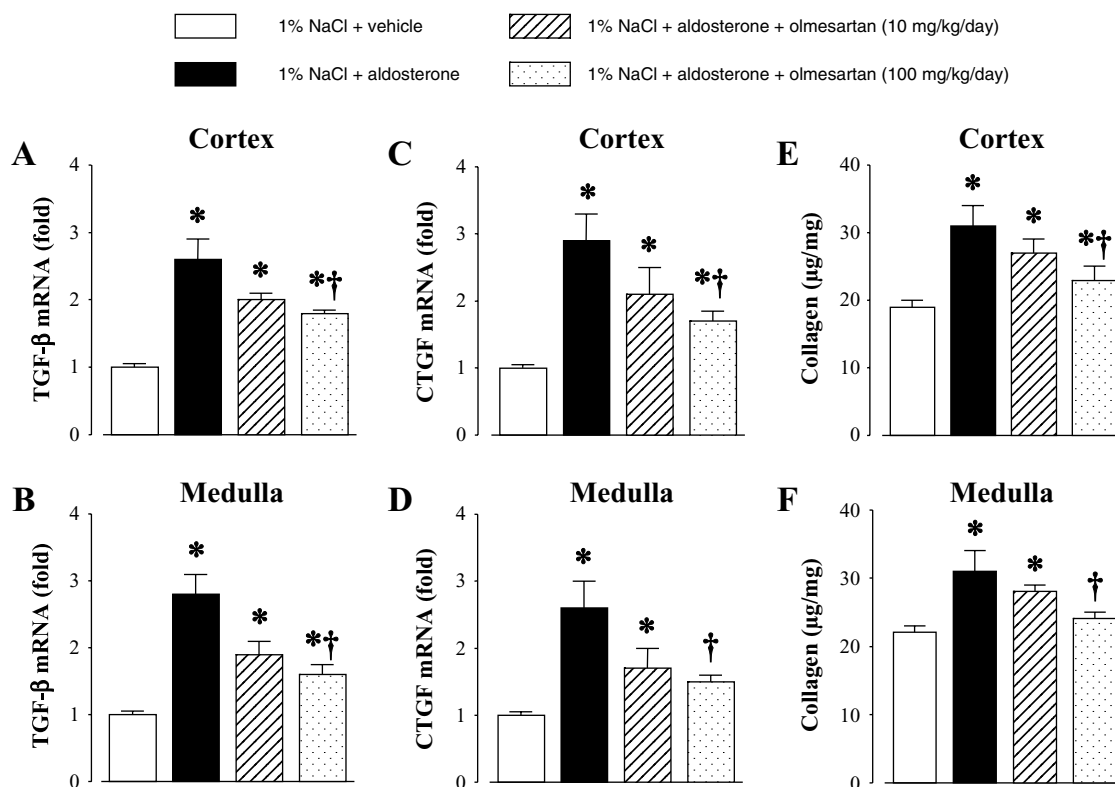 1% NaCl + vehicle
1% NaCl + aldosterone + olmesartan (10 mg/kg/day)
1% NaCl + aldosterone
1% NaCl + aldosterone + olmesartan (100 mg/kg/day)
A
Cortex
TGF-β mRNA (fold)
4
3
2
1
0
*
*
*†
C
Cortex
CTGF mRNA (fold)
4
3
2
1
0
*
*
*†
E
Cortex
Collagen (µg/mg)
40
30
20
10
0
*
*
*†
B
Medulla
TGF-β mRNA (fold)
4
3
2
1
0
*
*
*†
D
Medulla
CTGF mRNA (fold)
4
3
2
1
0
*
*
†
F
Medulla
Collagen (µg/mg)
40
30
20
10
0
*
*
†